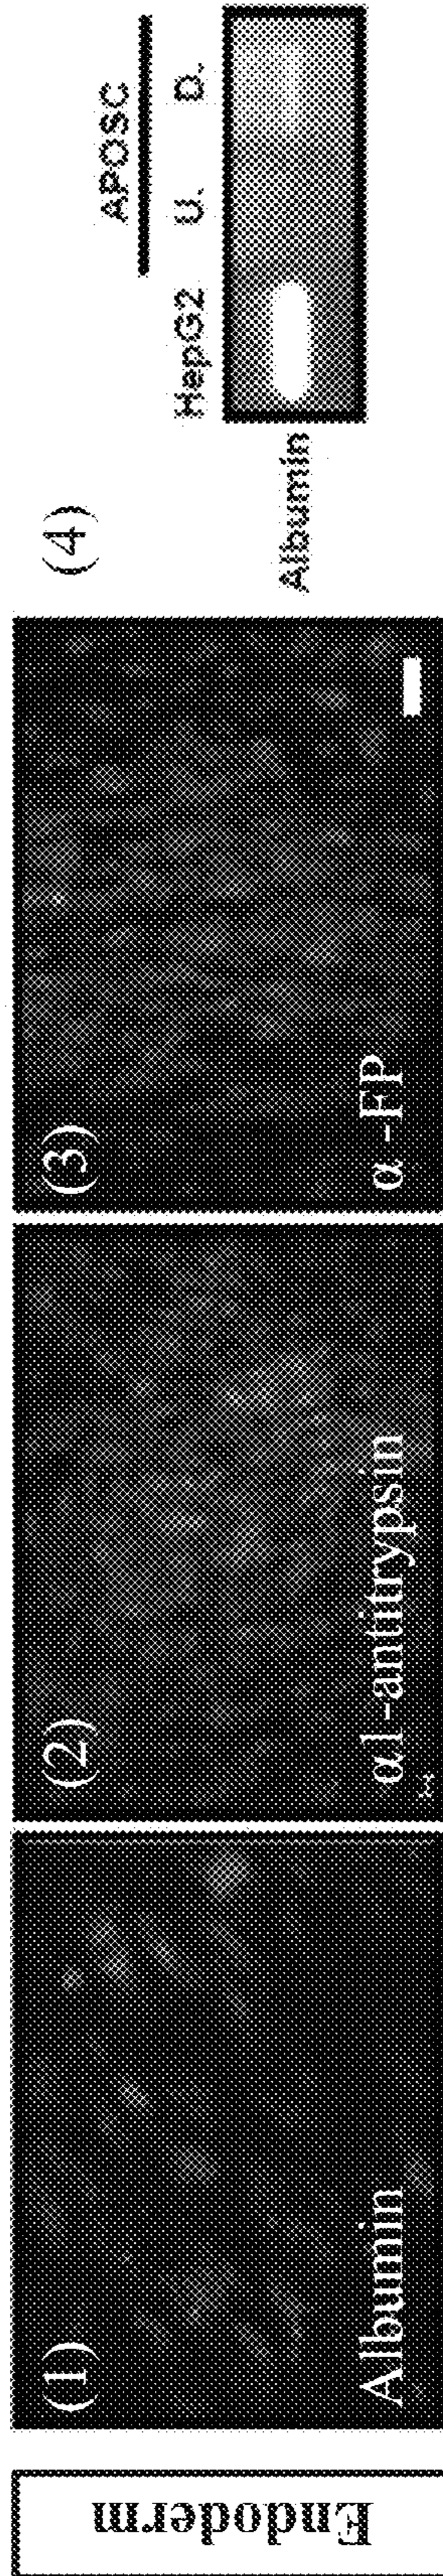 Endoderm
(1)
Albumin
(2)
α1-antitrypsin
(3)
α -FP
(4)
APOSC
HepG2 U. D.
Albumin